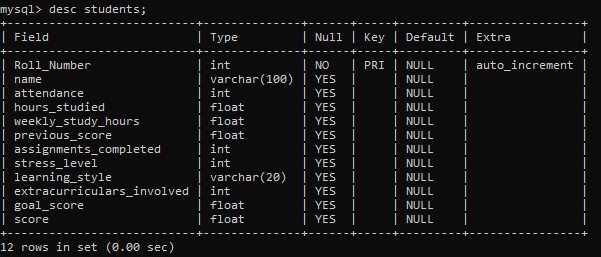 mysql> desc students;
+---------------------------+--------------+------+-----+---------+----------------+
| Field                     | Type         | Null | Key | Default | Extra          |
+---------------------------+--------------+------+-----+---------+----------------+
| Roll_Number               | int          | NO   | PRI | NULL    | auto_increment |
| name                      | varchar(100) | YES  |     | NULL    |                |
| attendance                | int          | YES  |     | NULL    |                |
| hours_studied             | float        | YES  |     | NULL    |                |
| weekly_study_hours        | float        | YES  |     | NULL    |                |
| previous_score            | float        | YES  |     | NULL    |                |
| assignments_completed     | int          | YES  |     | NULL    |                |
| stress_level              | int          | YES  |     | NULL    |                |
| learning_style            | varchar(20)  | YES  |     | NULL    |                |
| extracurriculars_involved | int          | YES  |     | NULL    |                |
| goal_score                | float        | YES  |     | NULL    |                |
| score                     | float        | YES  |     | NULL    |                |
+---------------------------+--------------+------+-----+---------+----------------+
12 rows in set (0.00 sec)